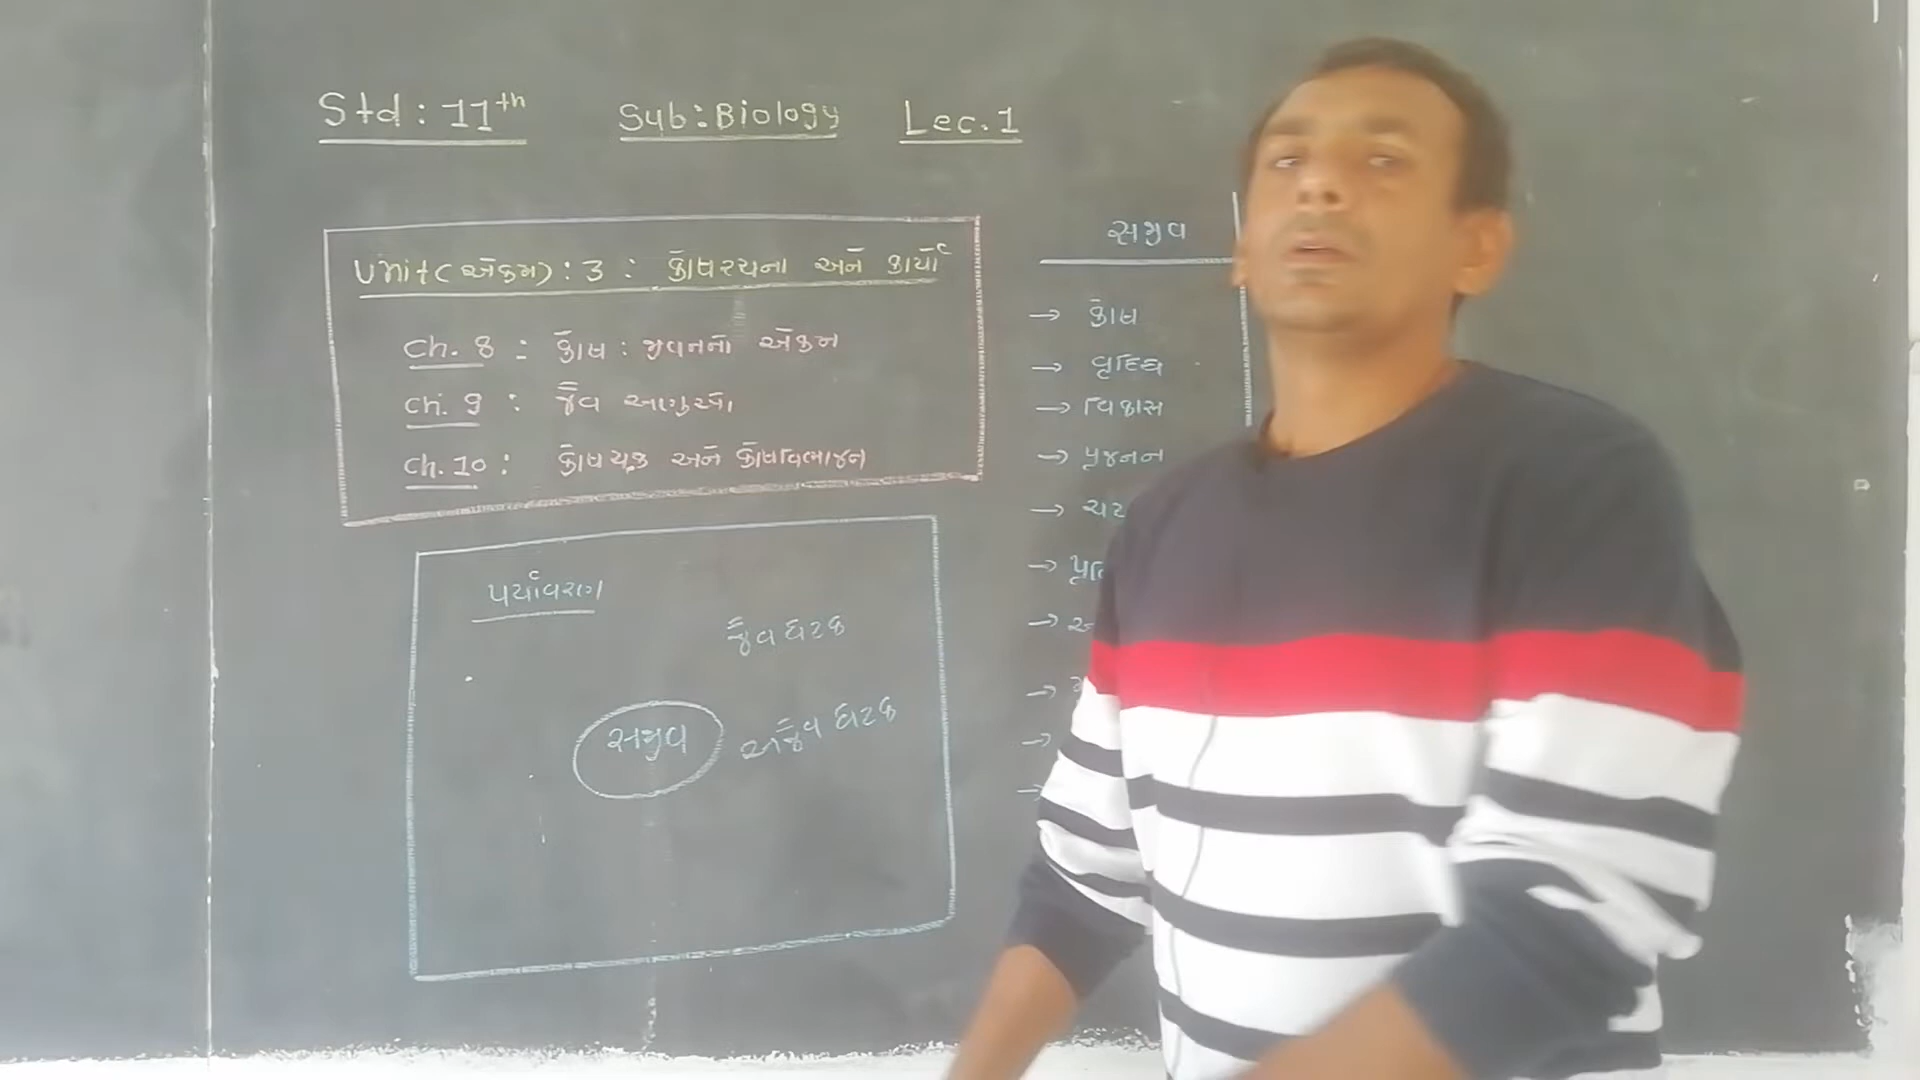 Std : 11th Sub : Biology Lec. 1
Unit (એકમ) : 3 : કોષરચના અને કાર્યો
Ch. 8 : કોષ : જીવનનો એકમ
Ch. 9 : જૈવ અણુઓ
Ch. 10 : કોષચક્ર અને કોષવિભાજન
પર્યાવરણ
જૈવ ઘટક
સજીવ
અજૈવ ઘટક
સજીવ
→ કોષ
→ વૃદ્ધિ
→ વિકાસ
→ પ્રજનન